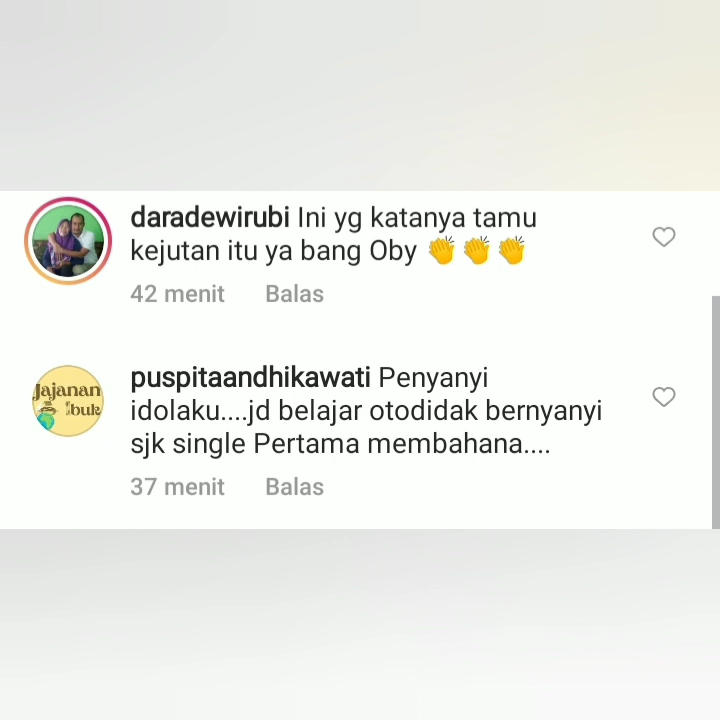 daradewirubi Ini yg katanya tamu
kejutan itu ya bang Oby 👏👏👏
42 menit Balas
Jajanan
Ibuk
puspitaandhikawati Penyanyi
idolaku....jd belajar otodidak bernyanyi
sjk single Pertama membahana....
37 menit Balas